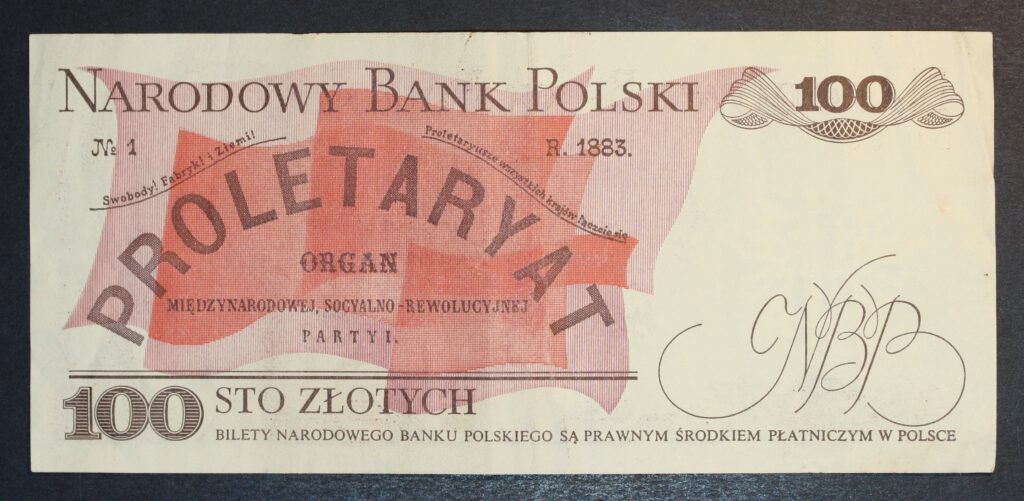 NARODOWY BANK POLSKI
100
№ 1
R. 1883.
Swobody! Fabryk! i Ziemi!
Proletaryusze wszystkich krajów łączcie się
PROLETARYAT
ORGAN
MIĘDZYNARODOWEJ, SOCYALNO-REWOLUCYJNEJ
PARTYI.
NBP
100
STO ZŁOTYCH
BILETY NARODOWEGO BANKU POLSKIEGO SĄ PRAWNYM ŚRODKIEM PŁATNICZYM W POLSCE